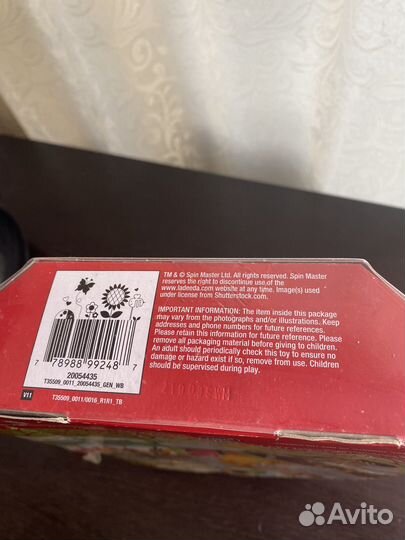 TM & © Spin Master Ltd. All rights reserved. Spin Master
reserves the right to discontinue use of the
www.ladeeda.com website at any time. Image(s) used
under license from Shutterstock.com.
IMPORTANT INFORMATION: The item inside this package
may vary from the photographs and/or illustrations. Keep
addresses and phone numbers for future references.
Please retain this information for future reference. Please
remove all packaging material before giving to children.
An adult should periodically check this toy to ensure no
damage or hazard exist if so, remove from use. Children
should be supervised during play.
7 78988 99248 7
20054435
T35509_0011_20054435_GEN_WB
V11
T35509_0011/0016_R1R1_TB
Avito